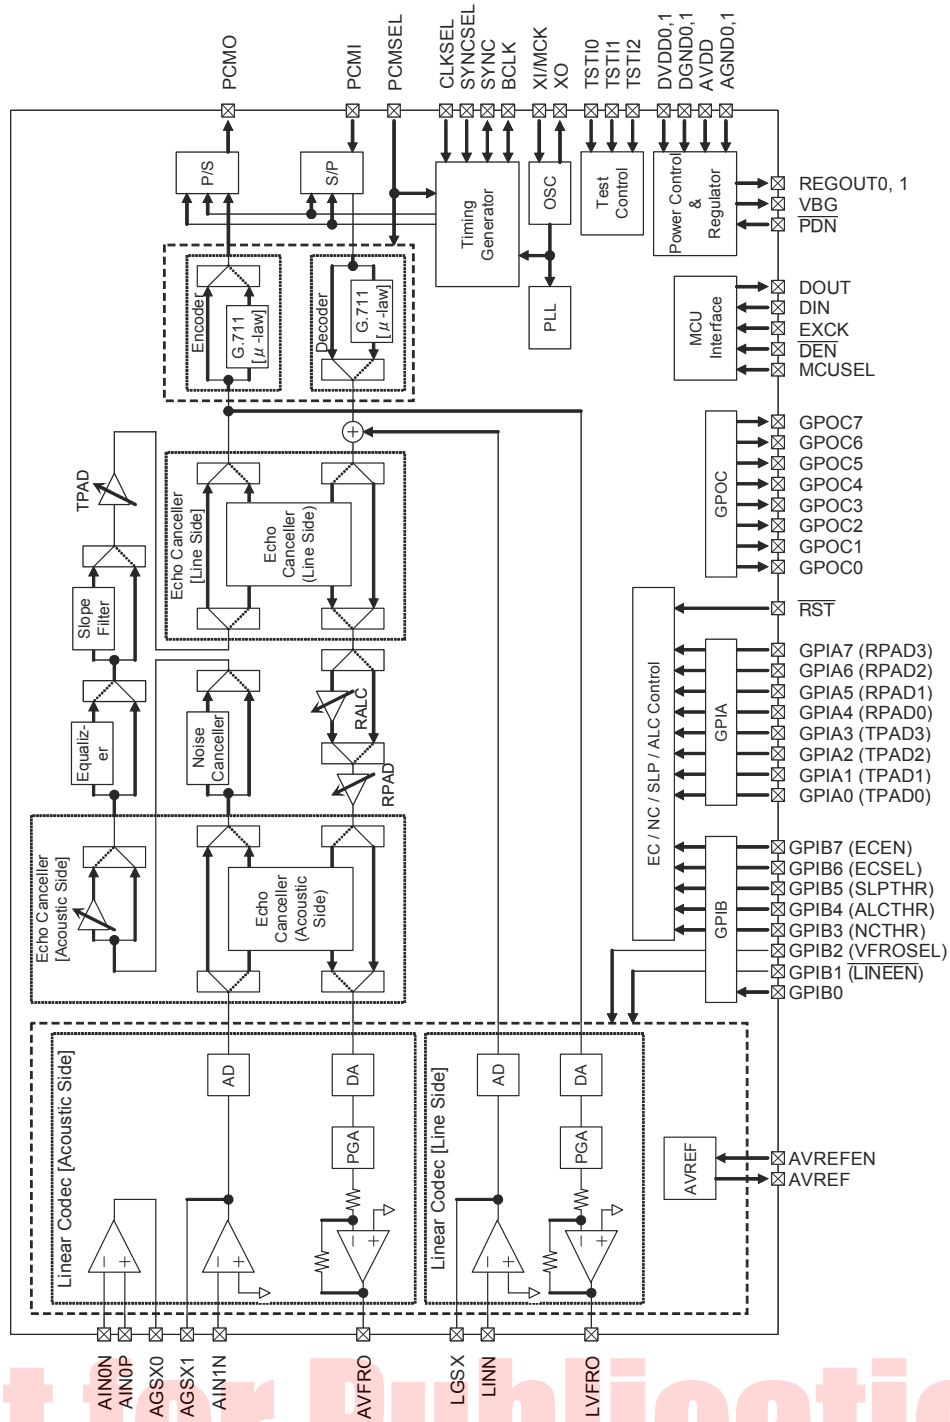 PCMO
PCMI
PCMSEL
CLKSEL
SYNCSEL
SYNC
BCLK
XI/MCK
XO
TSTI0
TSTI1
TSTI2
DVDD0,1
DGND0,1
AVDD
AGND0,1
P/S
S/P
Timing
Generator
OSC
PLL
Test
Control
Power Control
&
Regulator
REGOUT0, 1
VBG
PDN
Encoder
G.711
[μ-law]
Decoder
G.711
[μ-law]
MCU
Interface
DOUT
DIN
EXCK
DEN
MCUSEL
GPOC
GPOC7
GPOC6
GPOC5
GPOC4
GPOC3
GPOC2
GPOC1
GPOC0
TPAD
Slope
Filter
Equaliz-
er
Echo Canceller
[Line Side]
Echo
Canceller
(Line Side)
+
Noise
Canceller
RALC
RPAD
EC / NC / SLP / ALC Control
RST
GPIA
GPIA7 (RPAD3)
GPIA6 (RPAD2)
GPIA5 (RPAD1)
GPIA4 (RPAD0)
GPIA3 (TPAD3)
GPIA2 (TPAD2)
GPIA1 (TPAD1)
GPIA0 (TPAD0)
GPIB
GPIB7 (ECEN)
GPIB6 (ECSEL)
GPIB5 (SLPTHR)
GPIB4 (ALCTHR)
GPIB3 (NCTHR)
GPIB2 (VFROSEL)
GPIB1 (LINEEN)
GPIB0
Echo Canceller
[Acoustic Side]
Echo
Canceller
(Acoustic
Side)
Linear Codec [Acoustic Side]
AD
DA
PGA
Linear Codec [Line Side]
AD
DA
PGA
AVREF
AVREFEN
AVREF
− +
− +
− +
− +
− +
AIN0N
AIN0P
AGSX0
AGSX1
AIN1N
AVFRO
LGSX
LINN
LVFRO